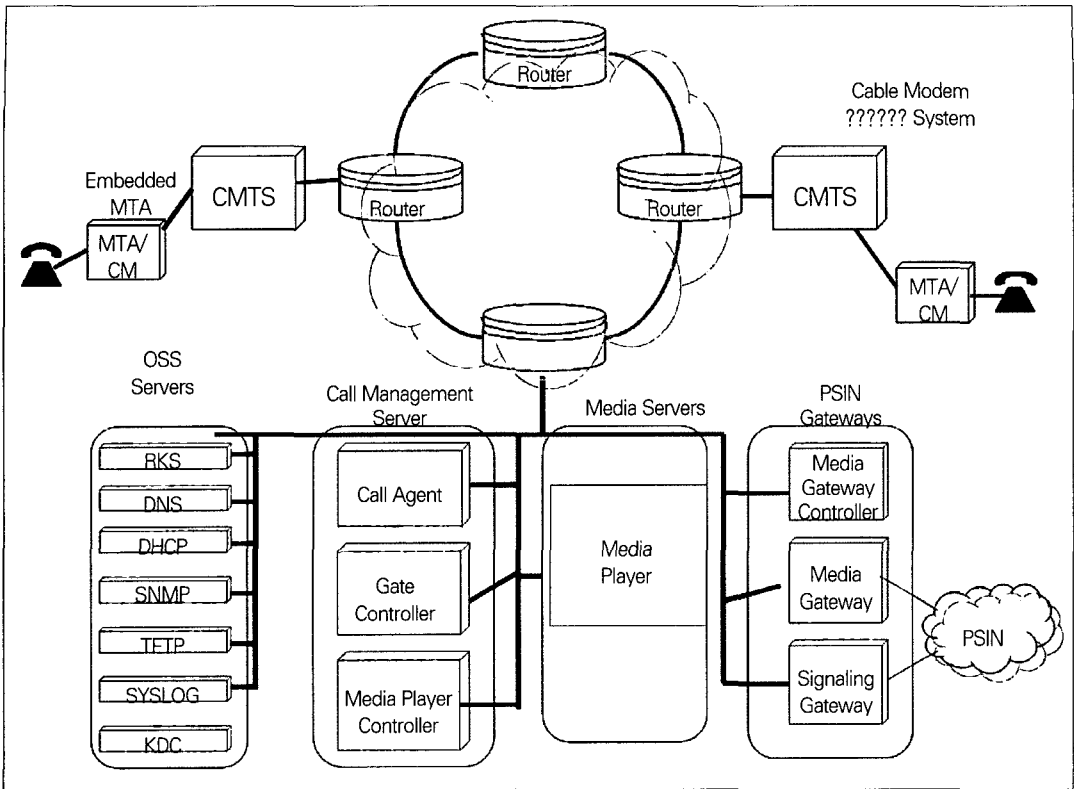 Router
Cable Modem
?????? System
Embedded
MTA
CMTS
Router
Router
CMTS
MTA/
CM
MTA/
CM
OSS
Servers
Call Management
Server
Media Servers
PSIN
Gateways
RKS
DNS
DHCP
SNMP
TFTP
SYSLOG
KDC
Call Agent
Gate
Controller
Media Player
Controller
Media
Player
Media
Gateway
Controller
Media
Gateway
Signaling
Gateway
PSIN